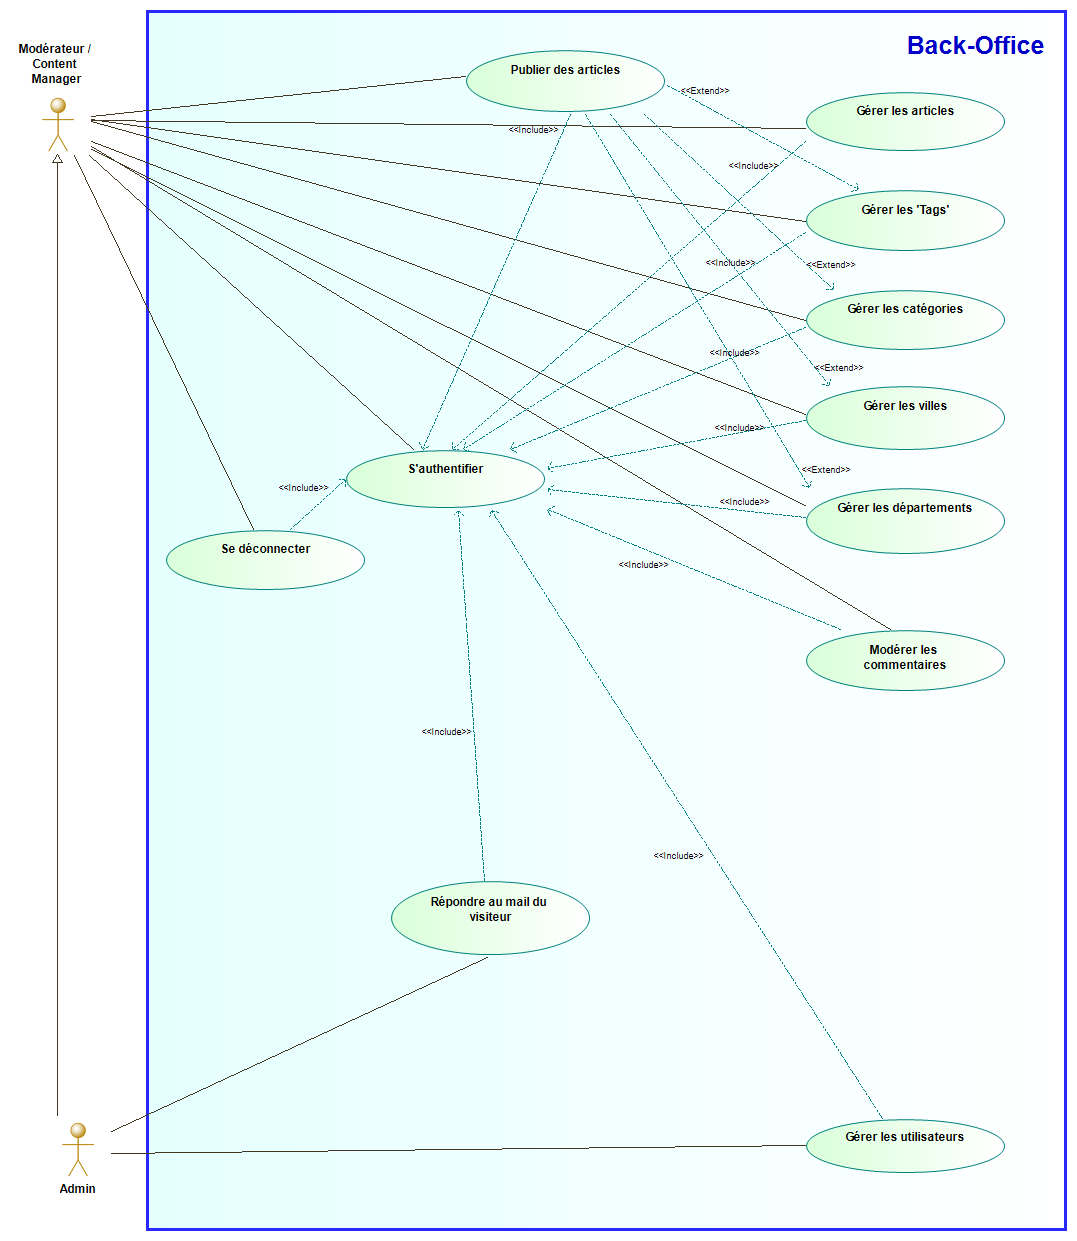 Back-Office
Modérateur /
Content
Manager
Publier des articles
<<Extend>>
Gérer les articles
<<Include>>
<<Include>>
Gérer les 'Tags'
<<Include>>
<<Extend>>
Gérer les catégories
<<Include>>
<<Extend>>
Gérer les villes
<<Include>>
S'authentifier
<<Extend>>
<<Include>>
<<Include>>
Gérer les départements
Se déconnecter
<<Include>>
Modérer les
commentaires
<<Include>>
<<Include>>
Répondre au mail du
visiteur
Gérer les utilisateurs
Admin